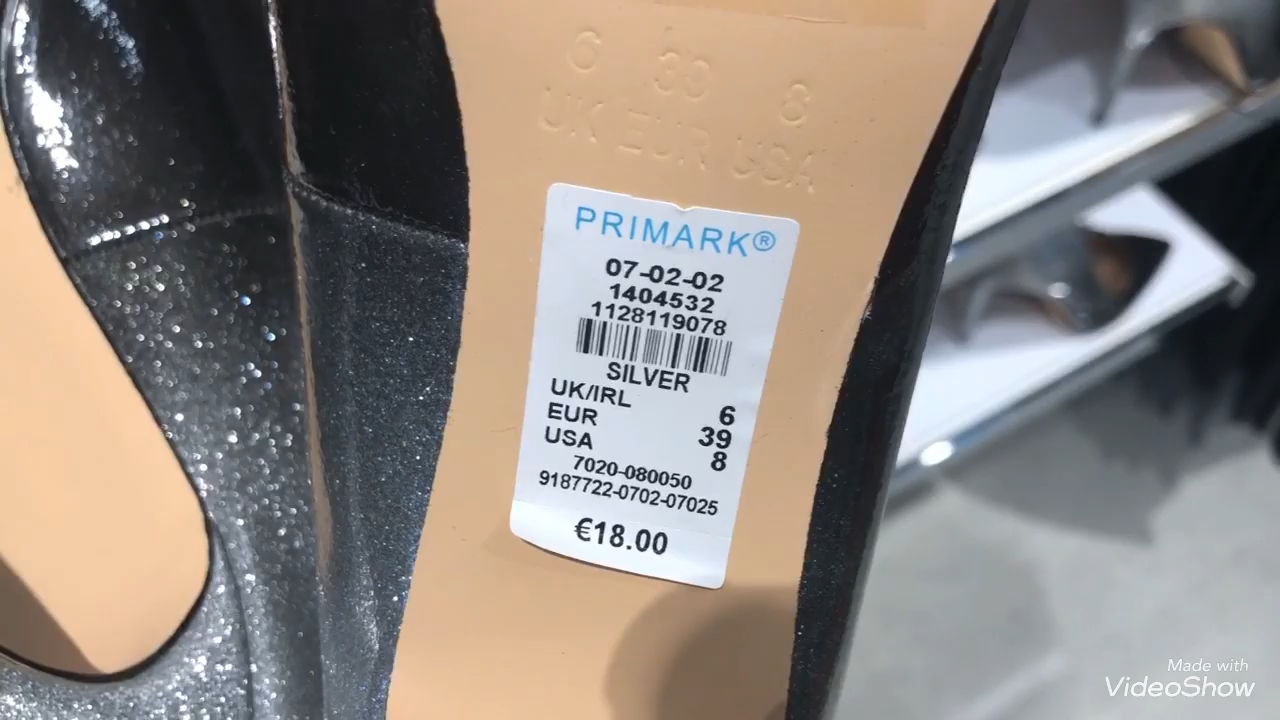 6 39 8
UK EUR USA
PRIMARK®
07-02-02
1404532
1128119078
SILVER
UK/IRL 6
EUR 39
USA 8
7020-080050
9187722-0702-07025
€18.00
Made with
VideoShow